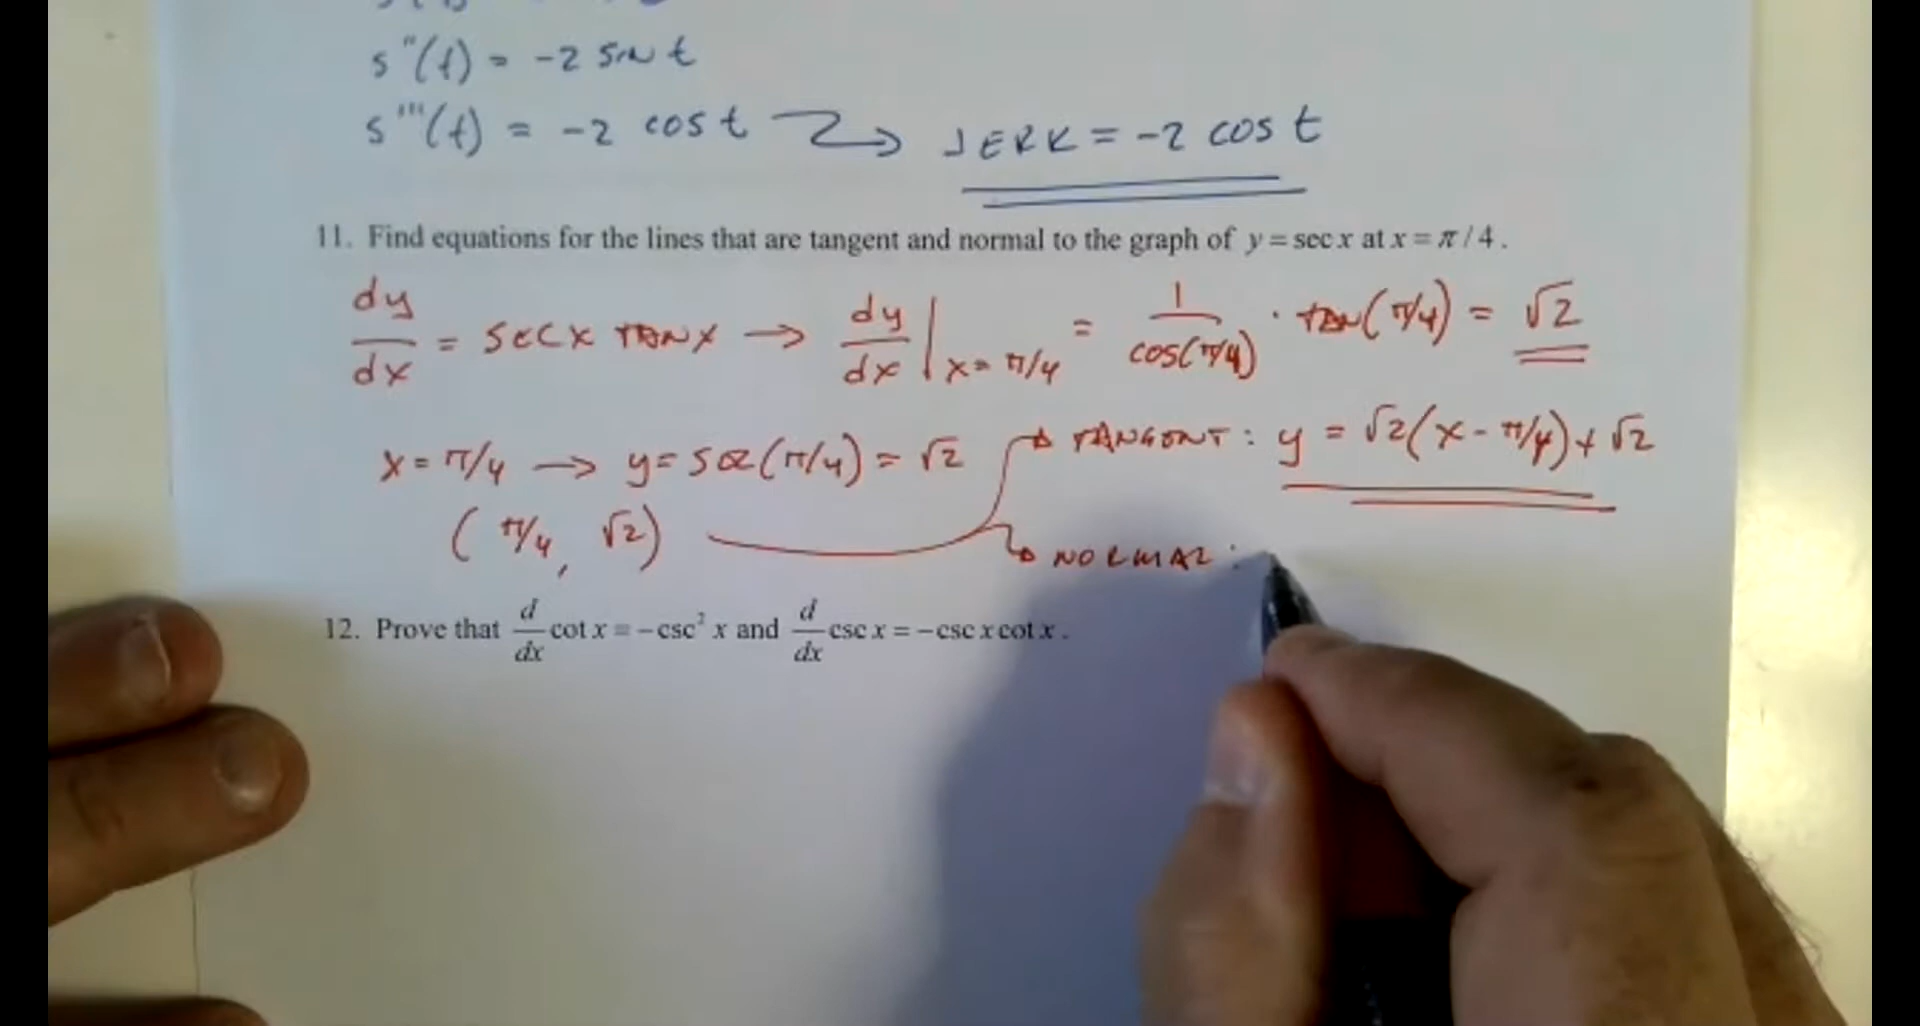 s''(t) = -2 SIN t
s'''(t) = -2 cos t → JERK = -2 cos t
11. Find equations for the lines that are tangent and normal to the graph of y = sec x at x = π / 4 .
dy/dx = SEC X TAN X → dy/dx | x = π/4 = 1/cos(π/4) · TAN(π/4) = √2
x = π/4 → y = sec(π/4) = √2
TANGENT : y = √2(x - π/4) + √2
(π/4, √2)
NORMAL :
12. Prove that d/dx cot x = -csc² x and d/dx csc x = -csc x cot x .